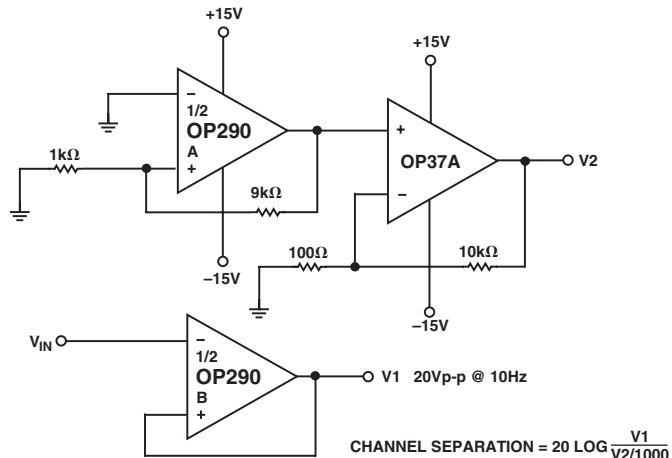 +15V
+15V
−
1/2
OP290
A
+
1kΩ
9kΩ
−15V
+
OP37A
−
V2
100Ω
10kΩ
−15V
VIN
−
1/2
OP290
B
+
V1 20Vp-p @ 10Hz
CHANNEL SEPARATION = 20 LOG V1
V2/1000